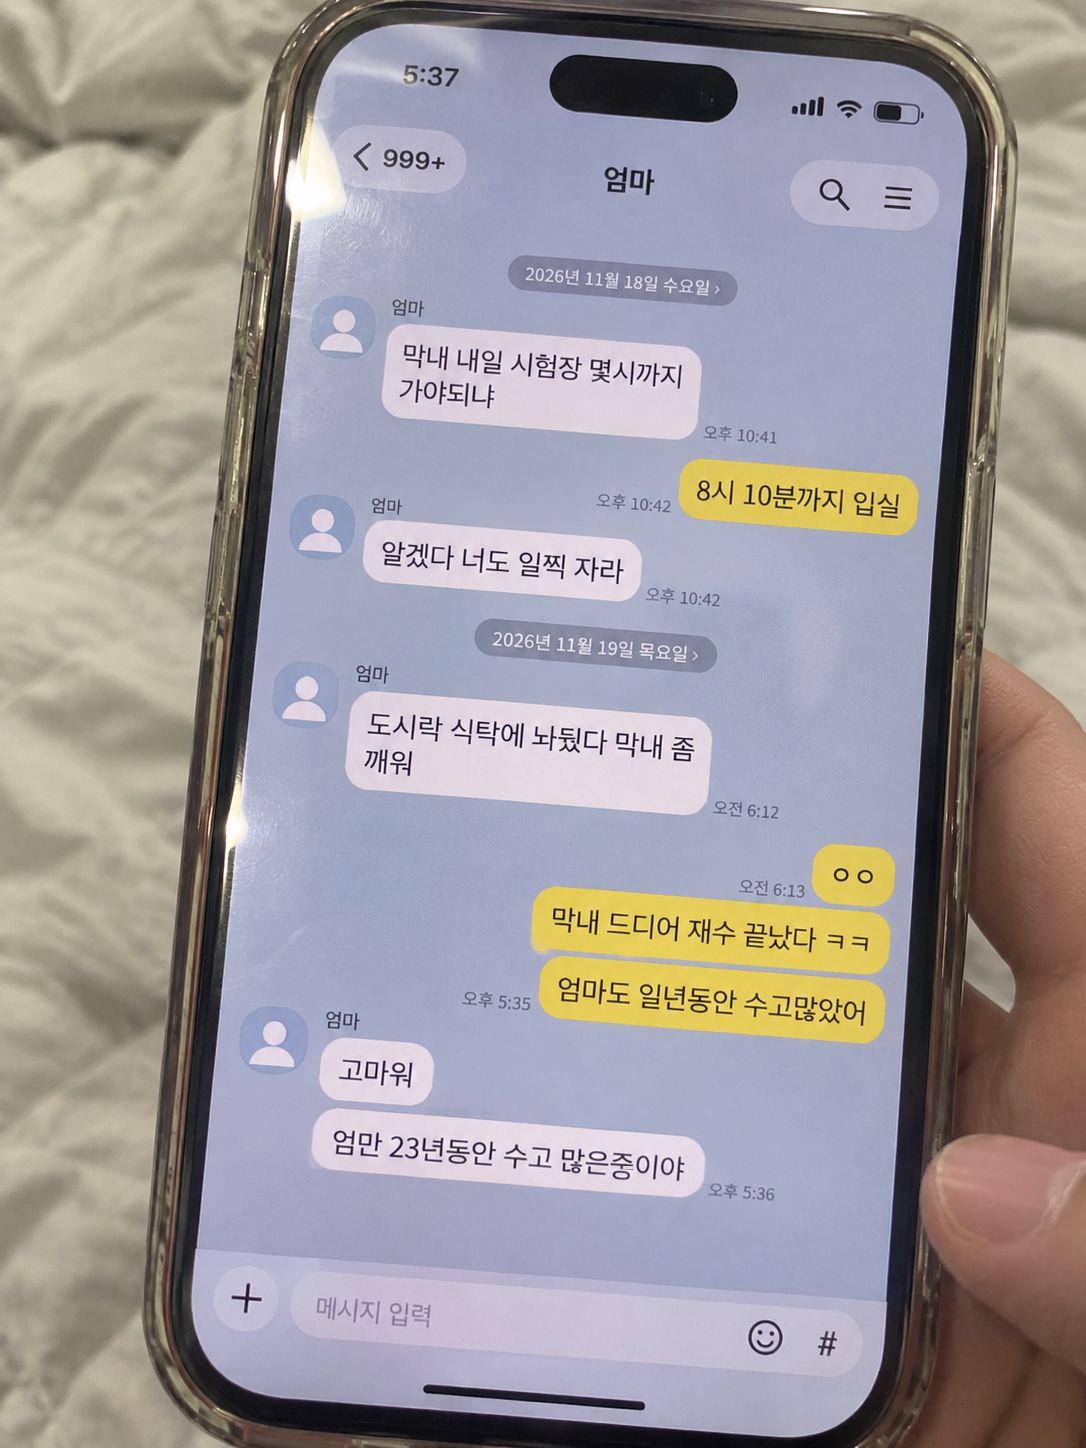 5:37
999+
엄마
2026년 11월 18일 수요일 ›
엄마
막내 내일 시험장 몇시까지
가야되냐
오후 10:41
오후 10:42
8시 10분까지 입실
엄마
알겠다 너도 일찍 자라
오후 10:42
2026년 11월 19일 목요일 ›
엄마
도시락 식탁에 놔뒀다 막내 좀
깨워
오전 6:12
오전 6:13
ㅇㅇ
막내 드디어 재수 끝났다 ㅋㅋ
오후 5:35
엄마도 일년동안 수고많았어
엄마
고마워
엄만 23년동안 수고 많은중이야
오후 5:36
메시지 입력
#